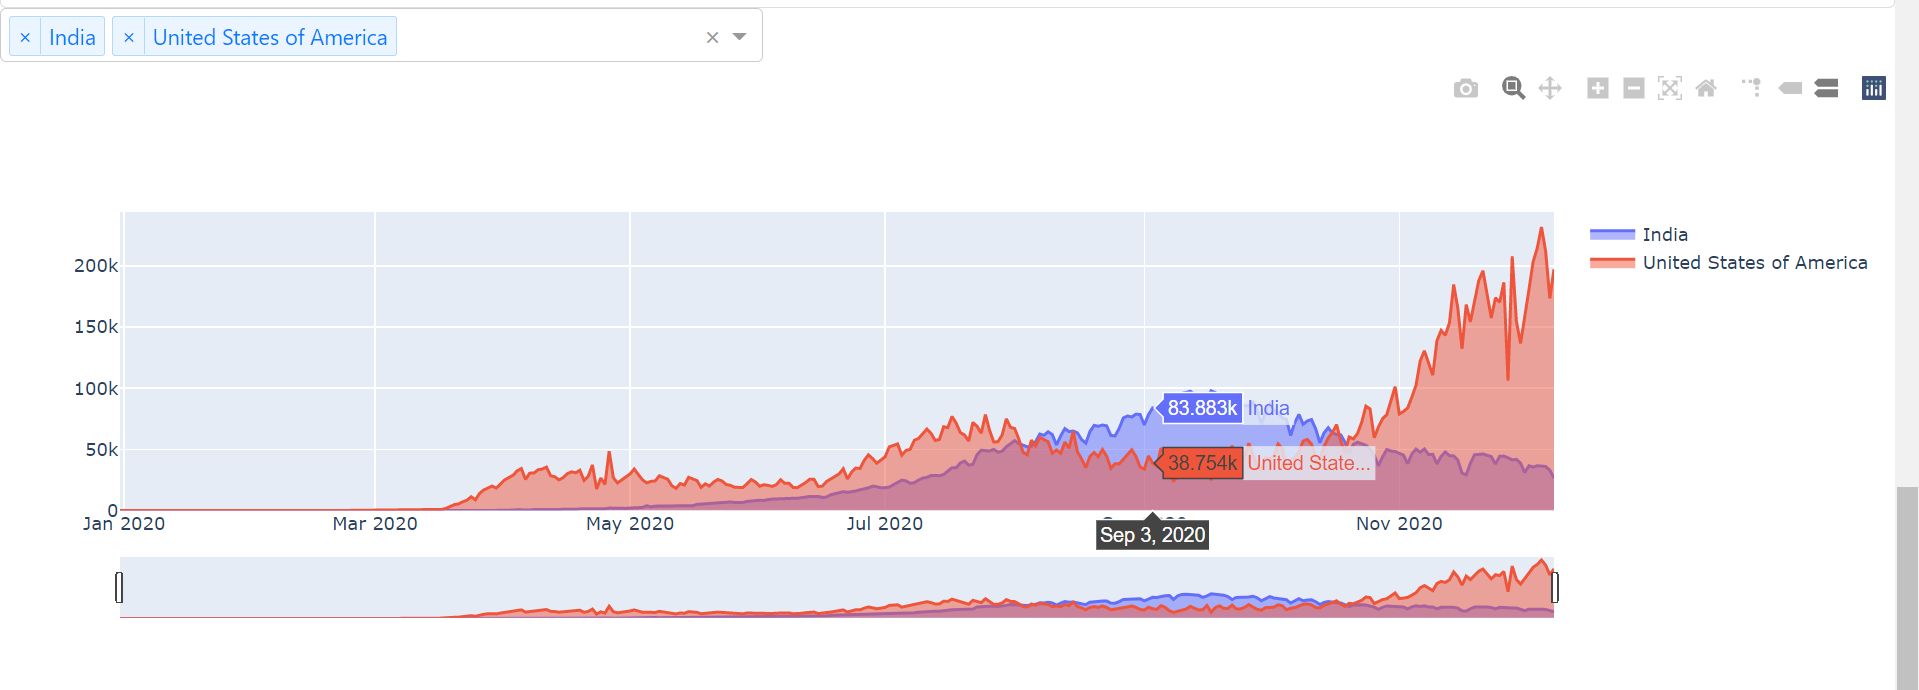 × India × United States of America ×
India
United States of America
200k
150k
100k
50k
0
83.883k India
38.754k United State...
Jan 2020 Mar 2020 May 2020 Jul 2020 Nov 2020
Sep 3, 2020